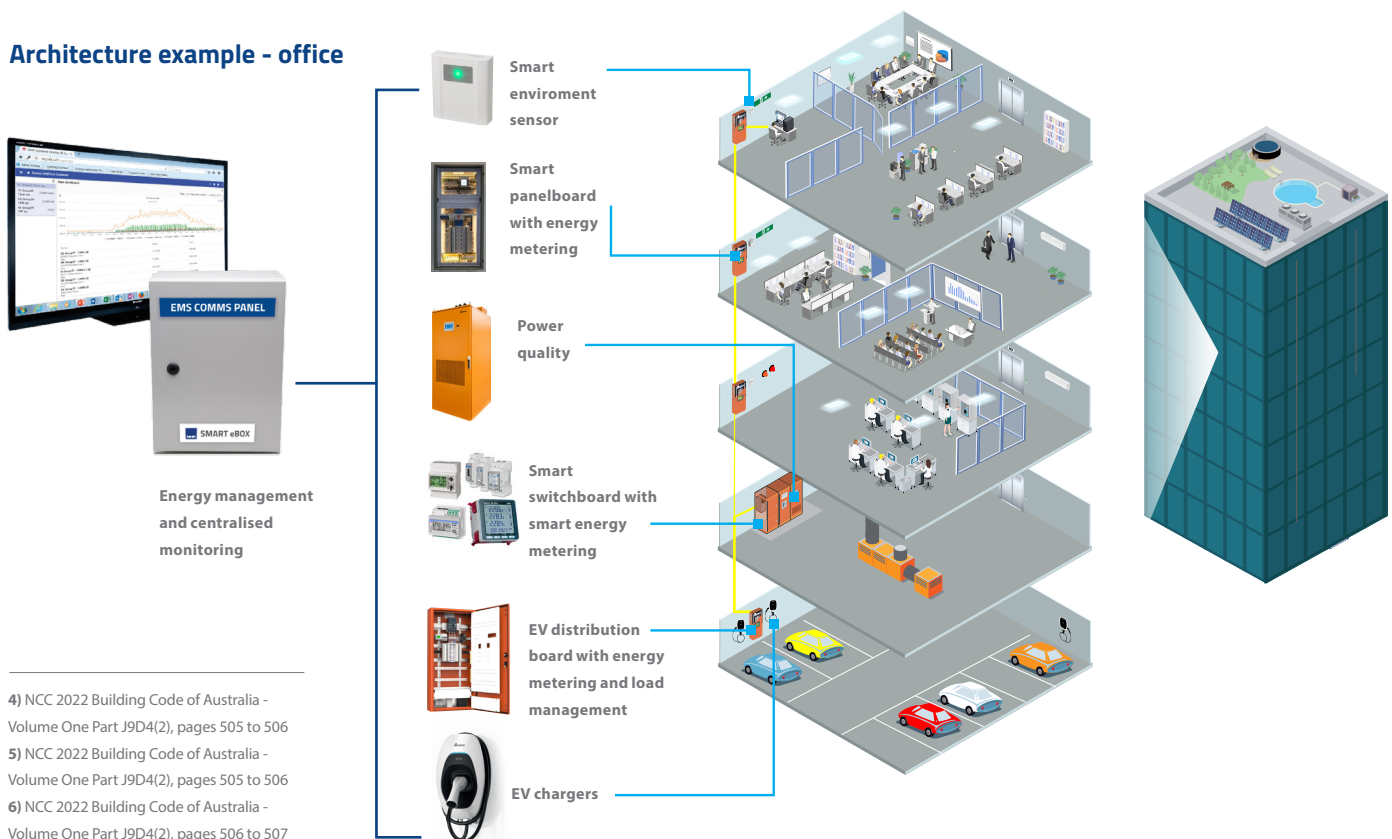 Architecture example - office
Smart
enviroment
sensor
Smart
panelboard
with energy
metering
EMS COMMS PANEL
Power
quality
SMART eBOX
Energy management
and centralised
monitoring
Smart
switchboard with
smart energy
metering
EV distribution
board with energy
metering and load
management
EV chargers
4) NCC 2022 Building Code of Australia -
Volume One Part J9D4(2), pages 505 to 506
5) NCC 2022 Building Code of Australia -
Volume One Part J9D4(2), pages 505 to 506
6) NCC 2022 Building Code of Australia -
Volume One Part J9D4(2), pages 506 to 507